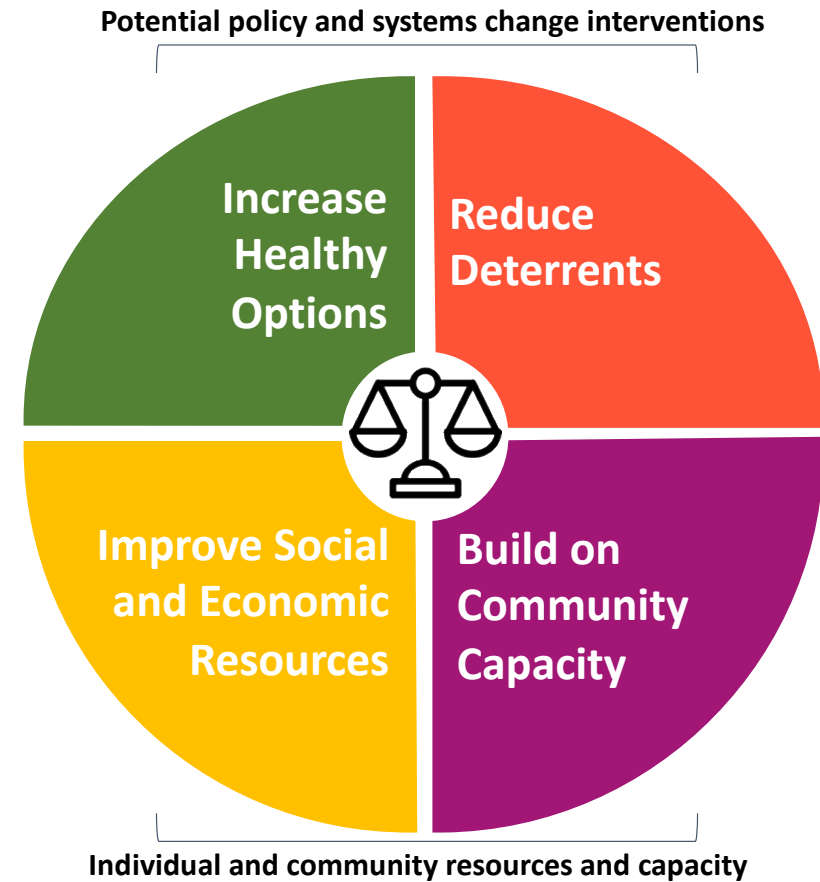 Potential policy and systems change interventions
Increase
Healthy
Options
Reduce
Deterrents
Improve Social
and Economic
Resources
Build on
Community
Capacity
Individual and community resources and capacity